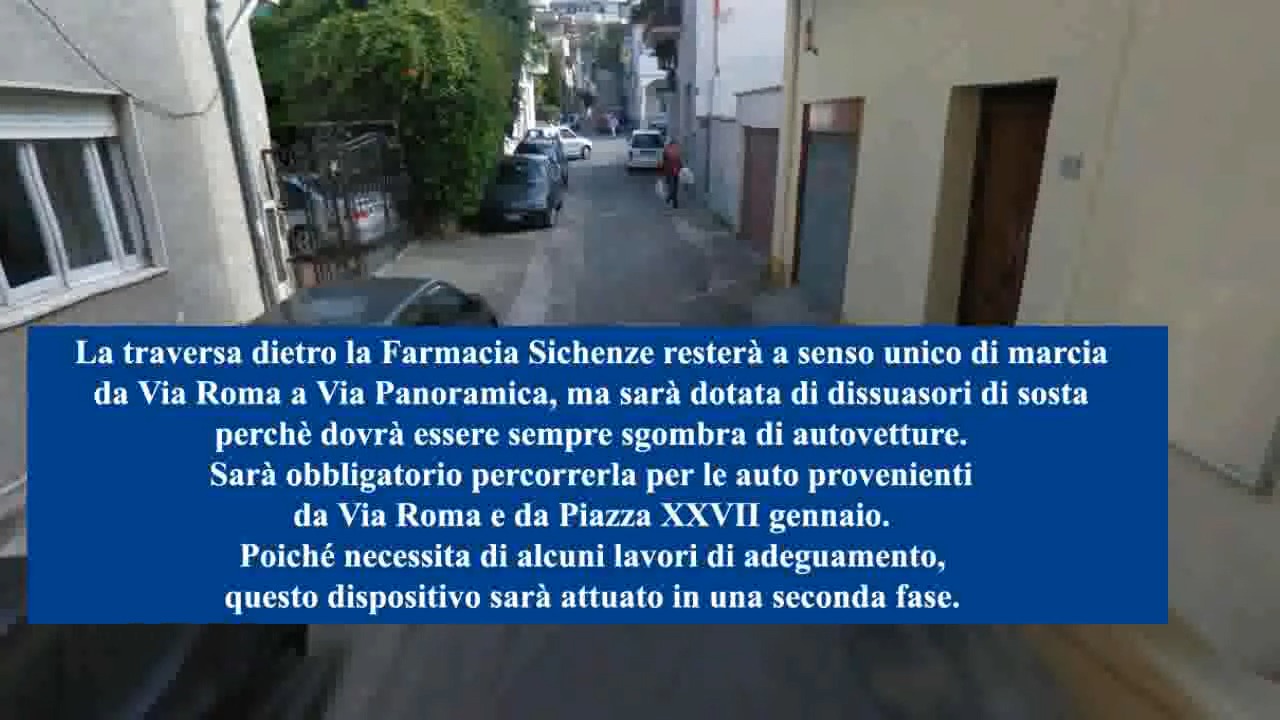 La traversa dietro la Farmacia Sichenze resterà a senso unico di marcia
da Via Roma a Via Panoramica, ma sarà dotata di dissuasori di sosta
perchè dovrà essere sempre sgombra di autovetture.
Sarà obbligatorio percorrerla per le auto provenienti
da Via Roma e da Piazza XXVII gennaio.
Poiché necessita di alcuni lavori di adeguamento,
questo dispositivo sarà attuato in una seconda fase.